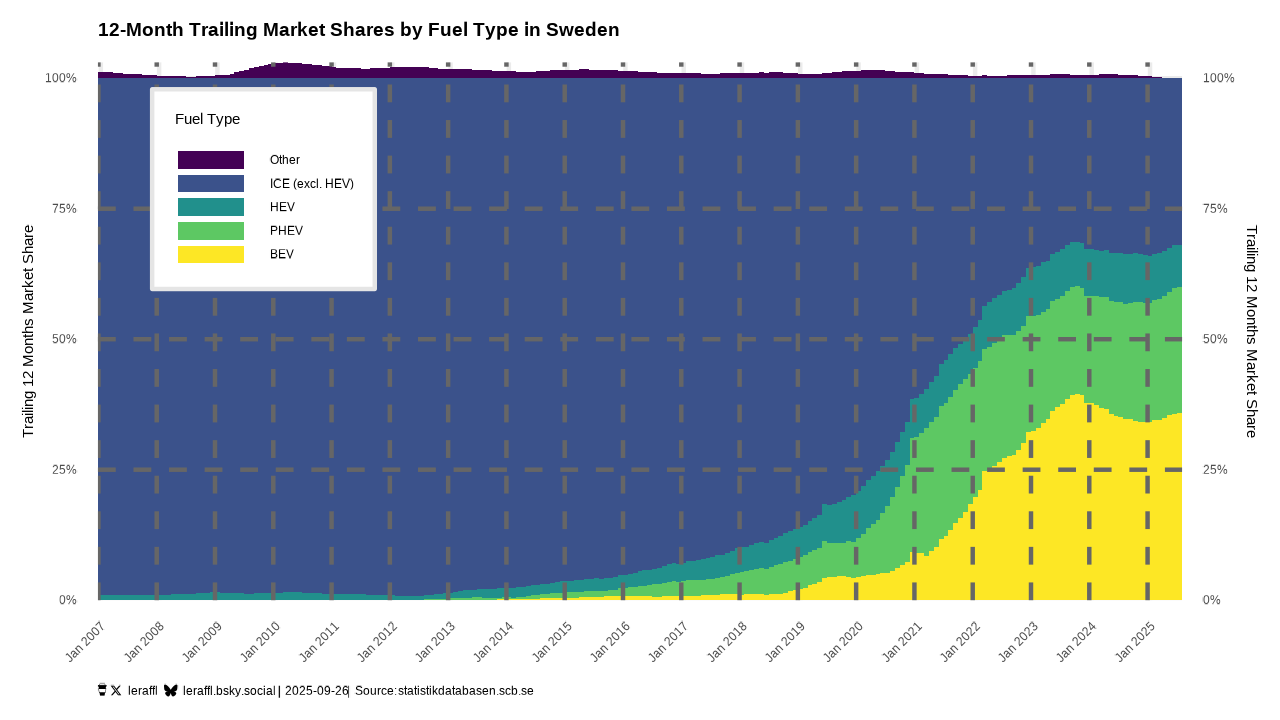 12-Month Trailing Market Shares by Fuel Type in Sweden
100%
100%
Fuel Type
Other
ICE (excl. HEV)
HEV
PHEV
BEV
75%
75%
Trailing 12 Months Market Share
Trailing 12 Months Market Share
50%
50%
25%
25%
0%
0%
Jan 2007
Jan 2008
Jan 2009
Jan 2010
Jan 2011
Jan 2012
Jan 2013
Jan 2014
Jan 2015
Jan 2016
Jan 2017
Jan 2018
Jan 2019
Jan 2020
Jan 2021
Jan 2022
Jan 2023
Jan 2024
Jan 2025
leraffl leraffl.bsky.social | 2025-09-26| Source:statistikdatabasen.scb.se